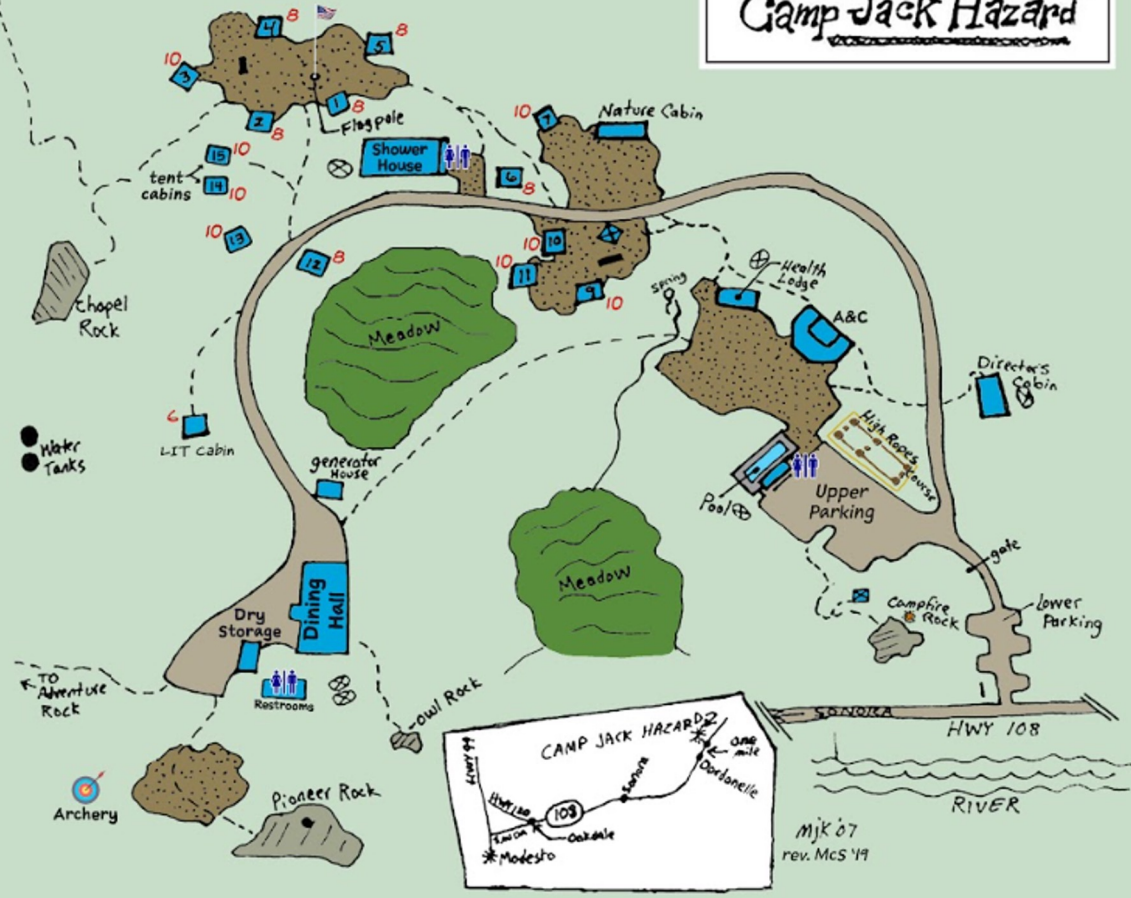 Camp Jack Hazard
4
8
5
8
3
10
1
8
2
8
Flagpole
7
10
Nature Cabin
Shower
House
6
8
15
10
tent
cabins
14
10
13
10
12
8
10
10
11
10
9
10
Spring
Health
Lodge
A&C
Chapel
Rock
Meadow
Director's
Cabin
6
LIT Cabin
Water
Tanks
generator
House
High Ropes
Course
Pool
Upper
Parking
gate
Meadow
Campfire
Rock
Lower
Parking
Dining
Hall
Dry
Storage
Restrooms
TO
Adventure
Rock
Owl Rock
SONORA
HWY 108
RIVER
Archery
Pioneer Rock
CAMP JACK HAZARD
one
mile
Dardanelle
HWY 99
Sonora
HWY 120
108
Oakdale
Modesto
MJK '07
rev. McS '19